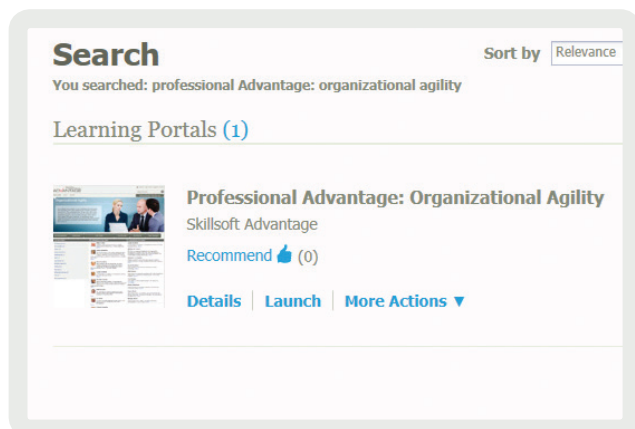 Search
Sort by Relevance
You searched: professional Advantage: organizational agility
Learning Portals (1)
Professional Advantage: Organizational Agility
Skillsoft Advantage
Recommend (0)
Details Launch More Actions ▼